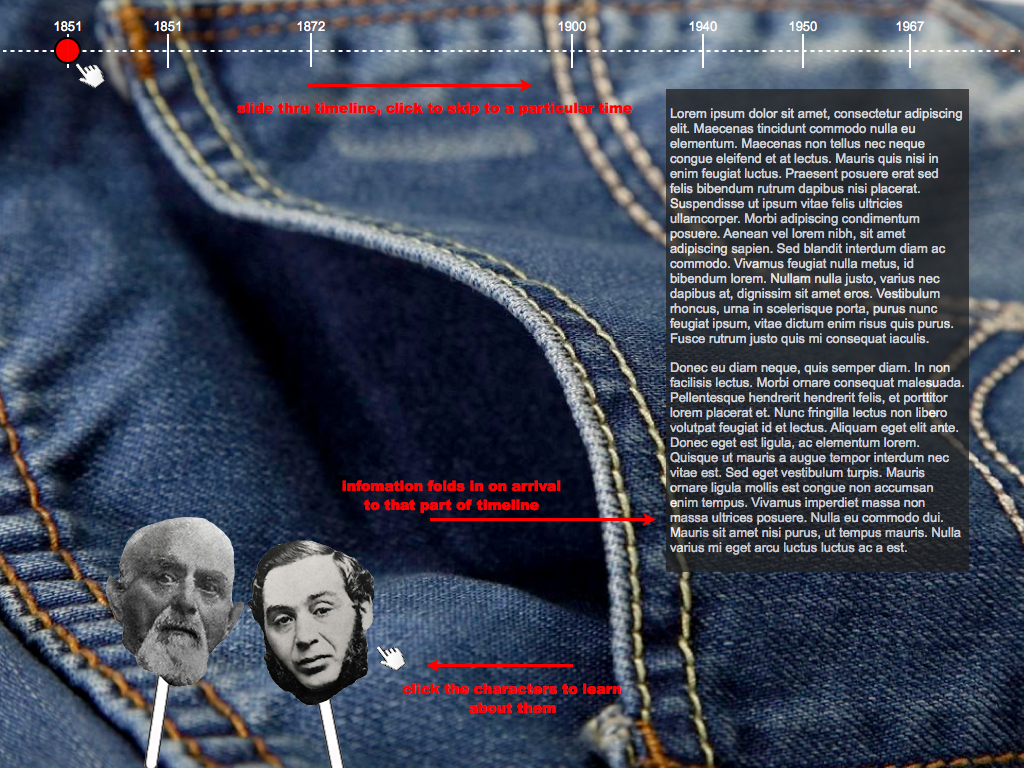 1851 1851 1872 1900 1940 1950 1967
slide thru timeline, click to skip to a particular time
Lorem ipsum dolor sit amet, consectetur adipiscing
elit. Maecenas tincidunt commodo nulla eu
elementum. Maecenas non tellus nec neque
congue eleifend et at lectus. Mauris quis nisi in
enim feugiat luctus. Praesent posuere erat sed
felis bibendum rutrum dapibus nisi placerat.
Suspendisse ut ipsum vitae felis ultricies
ullamcorper. Morbi adipiscing condimentum
posuere. Aenean vel lorem nibh, sit amet
adipiscing sapien. Sed blandit interdum diam ac
commodo. Vivamus feugiat nulla metus, id
bibendum lorem. Nullam nulla justo, varius nec
dapibus at, dignissim sit amet eros. Vestibulum
rhoncus, urna in scelerisque porta, purus nunc
feugiat ipsum, vitae dictum enim risus quis purus.
Fusce rutrum justo quis mi consequat iaculis.
Donec eu diam neque, quis semper diam. In non
facilisis lectus. Morbi ornare consequat malesuada.
Pellentesque hendrerit hendrerit felis, et porttitor
lorem placerat et. Nunc fringilla lectus non libero
volutpat feugiat id et lectus. Aliquam eget elit ante.
Donec eget est ligula, ac elementum lorem.
Quisque ut mauris a augue tempor interdum nec
vitae est. Sed eget vestibulum turpis. Mauris
ornare ligula mollis est congue non accumsan
enim tempus. Vivamus imperdiet massa non
massa ultrices posuere. Nulla eu commodo dui.
Mauris sit amet nisi purus, ut tempus mauris. Nulla
varius mi eget arcu luctus luctus ac a est.
infomation folds in on arrival
to that part of timeline
click the characters to learn
about them